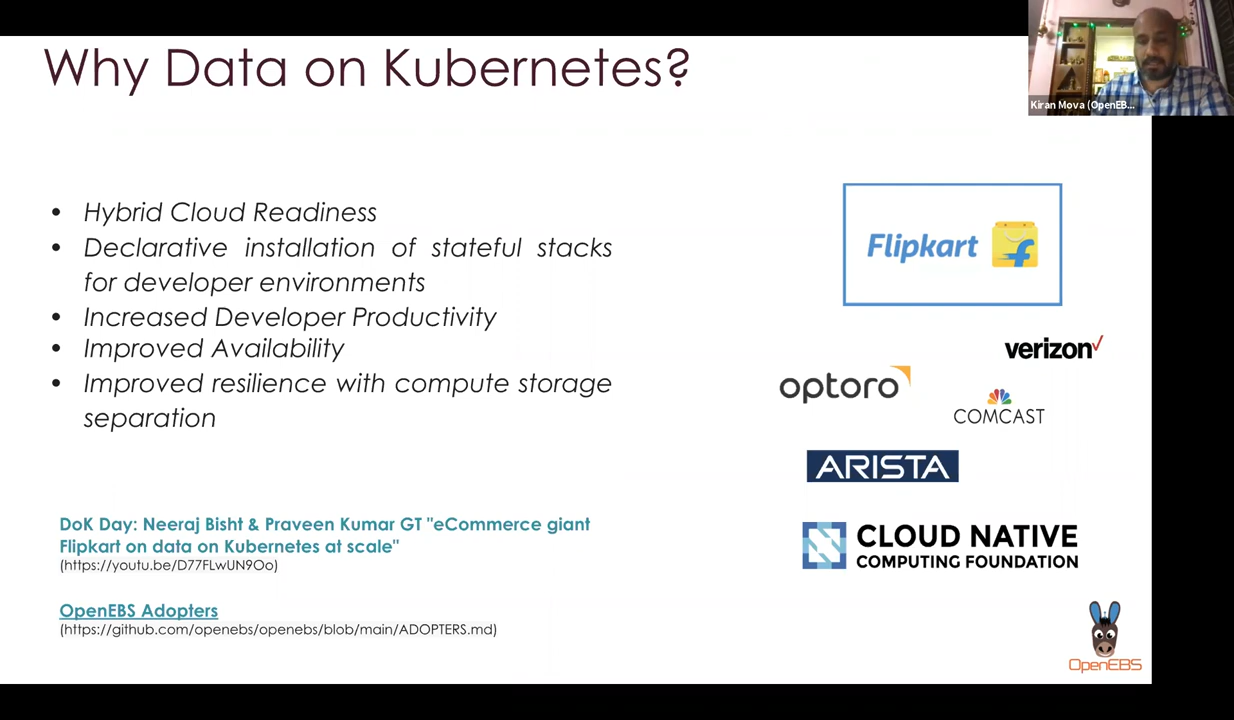 Why Data on Kubernetes?
Kiran Mova (OpenEB...
• Hybrid Cloud Readiness
• Declarative installation of stateful stacks
for developer environments
• Increased Developer Productivity
• Improved Availability
• Improved resilience with compute storage
separation
Flipkart
verizon
optoro
COMCAST
ARISTA
CLOUD NATIVE
COMPUTING FOUNDATION
DoK Day: Neeraj Bisht & Praveen Kumar GT "eCommerce giant
Flipkart on data on Kubernetes at scale"
(https://youtu.be/D77FLwUN9Oo)
OpenEBS Adopters
(https://github.com/openebs/openebs/blob/main/ADOPTERS.md)
OpenEBS